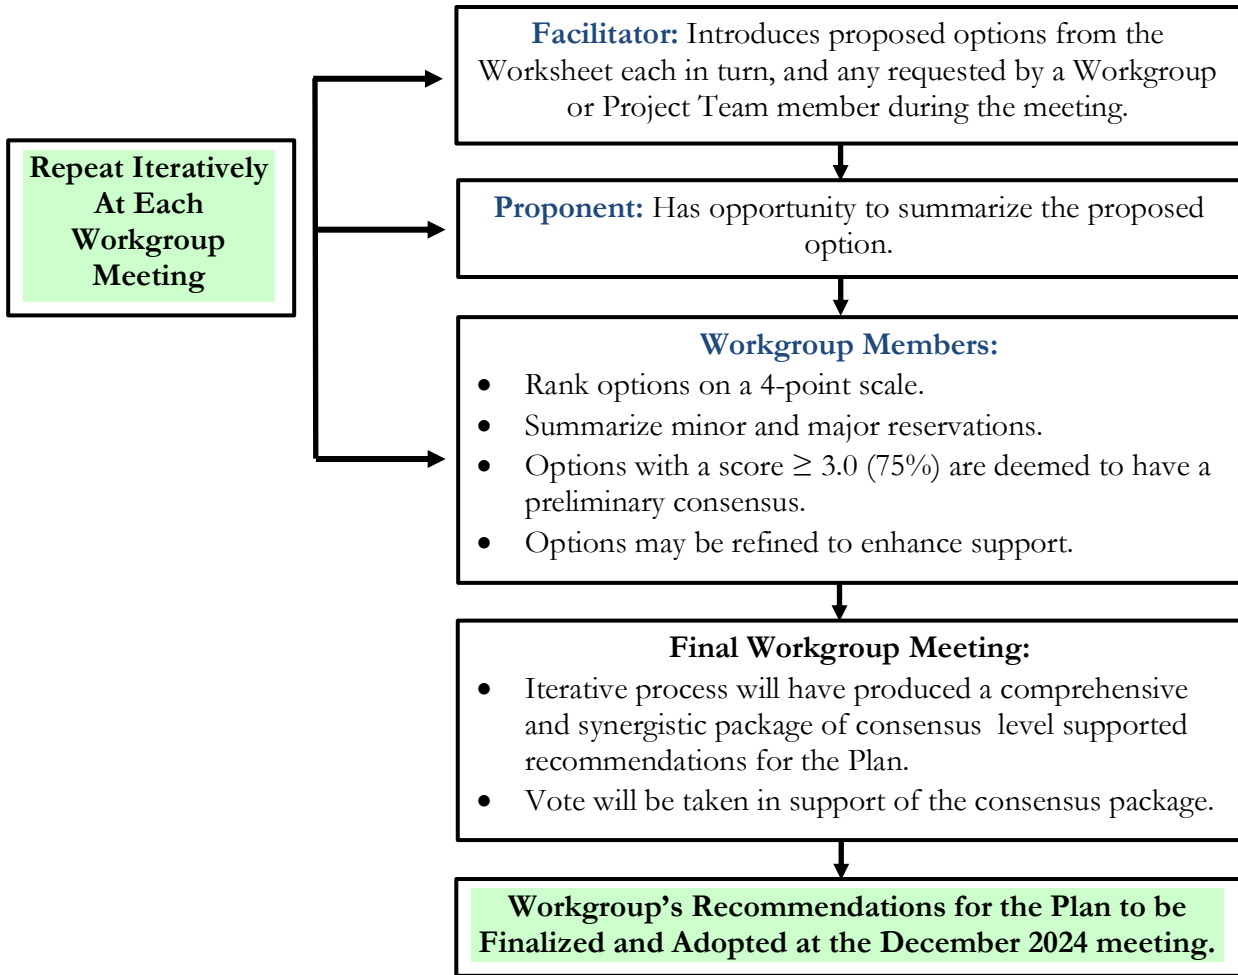 Facilitator: Introduces proposed options from the
Worksheet each in turn, and any requested by a Workgroup
or Project Team member during the meeting.
Repeat Iteratively
At Each
Workgroup
Meeting
Proponent: Has opportunity to summarize the proposed
option.
Workgroup Members:
• Rank options on a 4-point scale.
• Summarize minor and major reservations.
• Options with a score ≥ 3.0 (75%) are deemed to have a
preliminary consensus.
• Options may be refined to enhance support.
Final Workgroup Meeting:
• Iterative process will have produced a comprehensive
and synergistic package of consensus level supported
recommendations for the Plan.
• Vote will be taken in support of the consensus package.
Workgroup’s Recommendations for the Plan to be
Finalized and Adopted at the December 2024 meeting.